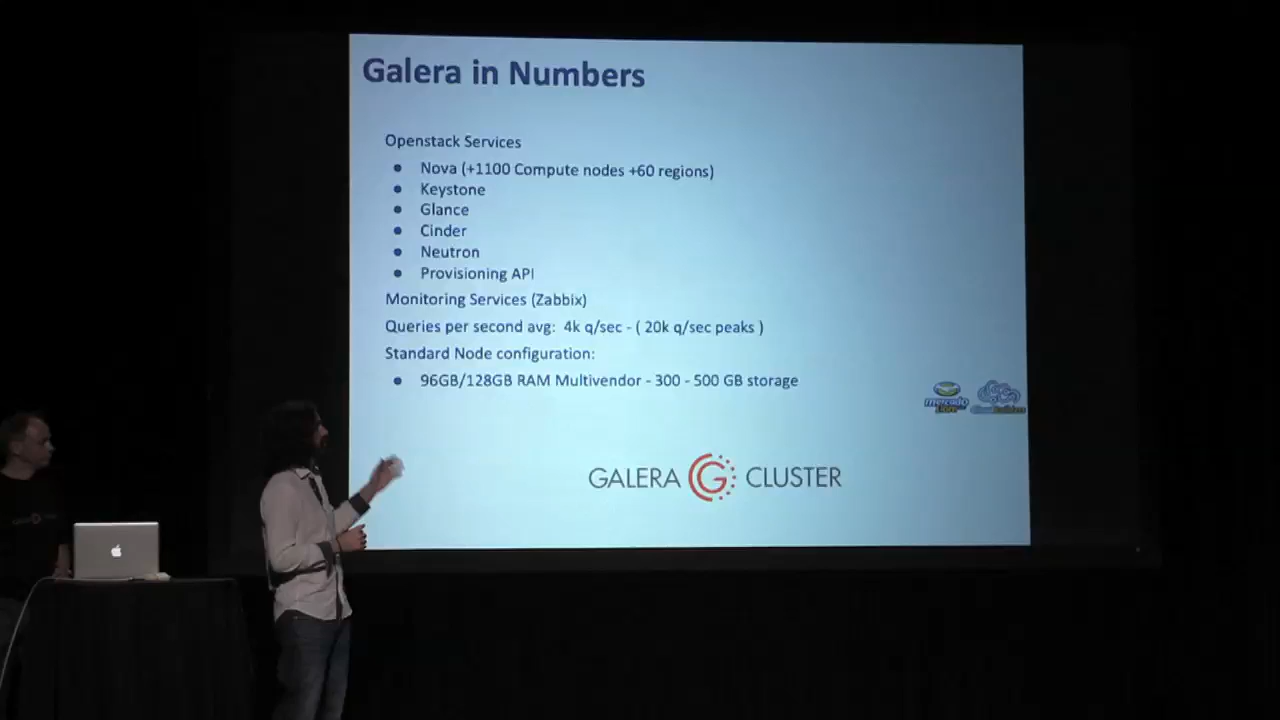 Galera in Numbers
Openstack Services
● Nova (+1100 Compute nodes +60 regions)
● Keystone
● Glance
● Cinder
● Neutron
● Provisioning API
Monitoring Services (Zabbix)
Queries per second avg: 4k q/sec - ( 20k q/sec peaks )
Standard Node configuration:
● 96GB/128GB RAM Multivendor - 300 - 500 GB storage
mercado
libre
GALERA CLUSTER